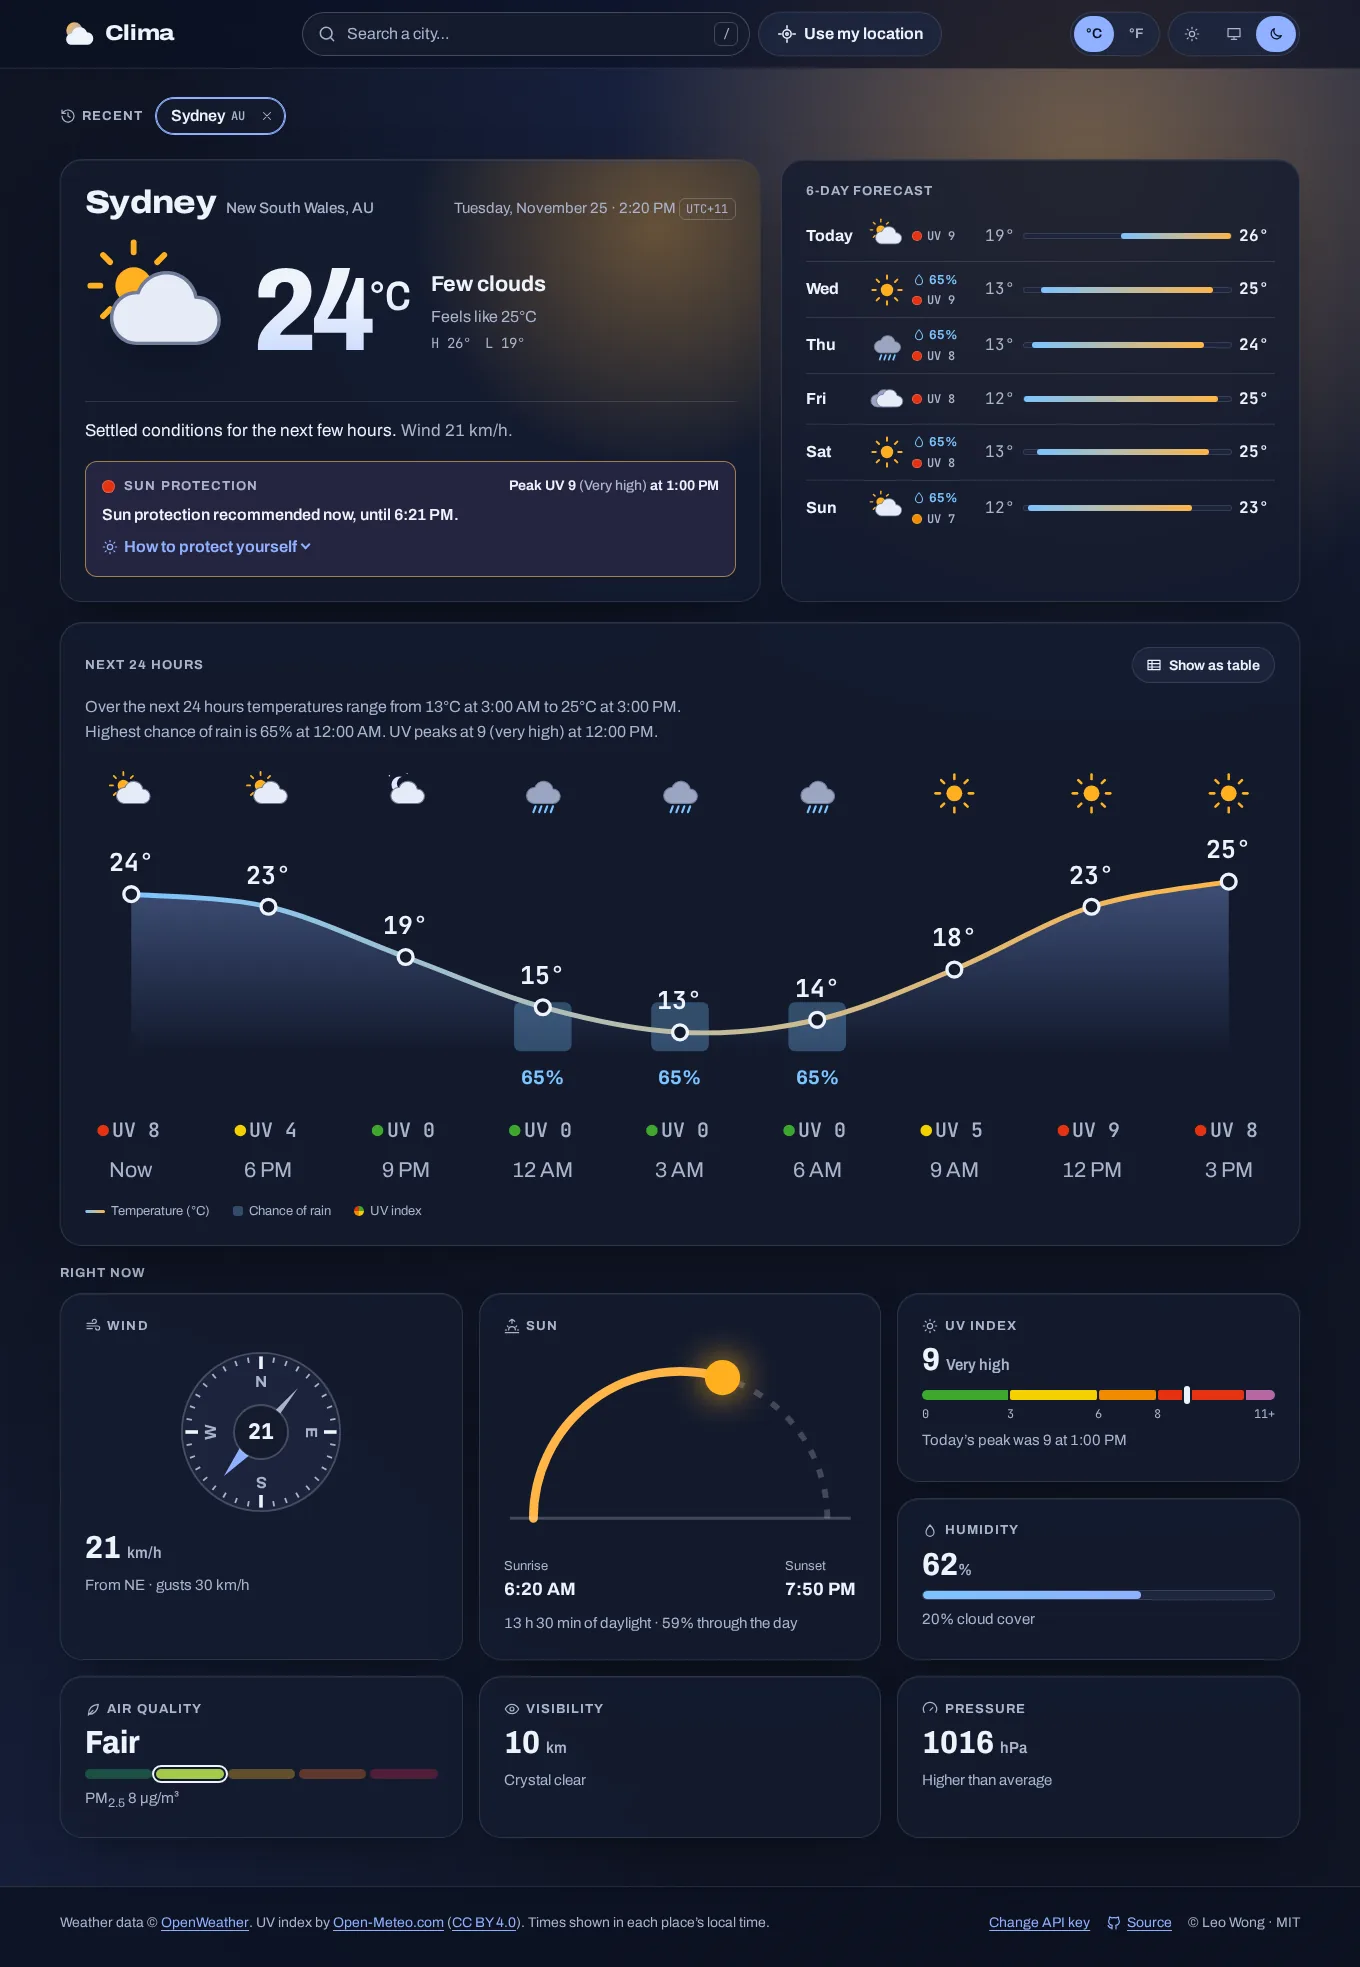 Clima
Search a city...
/
Use my location
°C
°F
RECENT
Sydney AU
Sydney New South Wales, AU
Tuesday, November 25 · 2:20 PM UTC+11
24°C
Few clouds
Feels like 25°C
H 26° L 19°
Settled conditions for the next few hours. Wind 21 km/h.
SUN PROTECTION
Peak UV 9 (Very high) at 1:00 PM
Sun protection recommended now, until 6:21 PM.
How to protect yourself
6-DAY FORECAST
Today UV 9 19° 26°
Wed 65% UV 9 13° 25°
Thu 65% UV 8 13° 24°
Fri UV 8 12° 25°
Sat 65% UV 8 13° 25°
Sun 65% UV 7 12° 23°
NEXT 24 HOURS
Show as table
Over the next 24 hours temperatures range from 13°C at 3:00 AM to 25°C at 3:00 PM.
Highest chance of rain is 65% at 12:00 AM. UV peaks at 9 (very high) at 12:00 PM.
24° 23° 19° 15° 13° 14° 18° 23° 25°
65% 65% 65%
UV 8 UV 4 UV 0 UV 0 UV 0 UV 0 UV 5 UV 9 UV 8
Now 6 PM 9 PM 12 AM 3 AM 6 AM 9 AM 12 PM 3 PM
Temperature (°C) Chance of rain UV index
RIGHT NOW
WIND
N
E
S
W
21
21 km/h
From NE · gusts 30 km/h
SUN
Sunrise
6:20 AM
Sunset
7:50 PM
13 h 30 min of daylight · 59% through the day
UV INDEX
9 Very high
0 3 6 8 11+
Today's peak was 9 at 1:00 PM
HUMIDITY
62%
20% cloud cover
AIR QUALITY
Fair
PM2.5 8 µg/m³
VISIBILITY
10 km
Crystal clear
PRESSURE
1016 hPa
Higher than average
Weather data © OpenWeather. UV index by Open-Meteo.com (CC BY 4.0). Times shown in each place's local time.
Change API key
Source
© Leo Wong · MIT